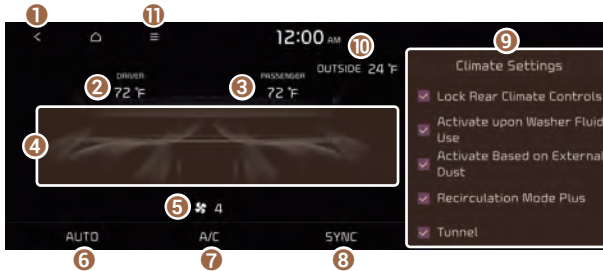 1
11
12:00 AM
10
9
OUTSIDE 24 °F
Climate Settings
DRIVER
PASSENGER
2 72 °F
3 72 °F
Lock Rear Climate Controls
Activate upon Washer Fluid
Use
4
Activate Based on External
Dust
Recirculation Mode Plus
5 4
AUTO
A/C
SYNC
Tunnel
6
7
8